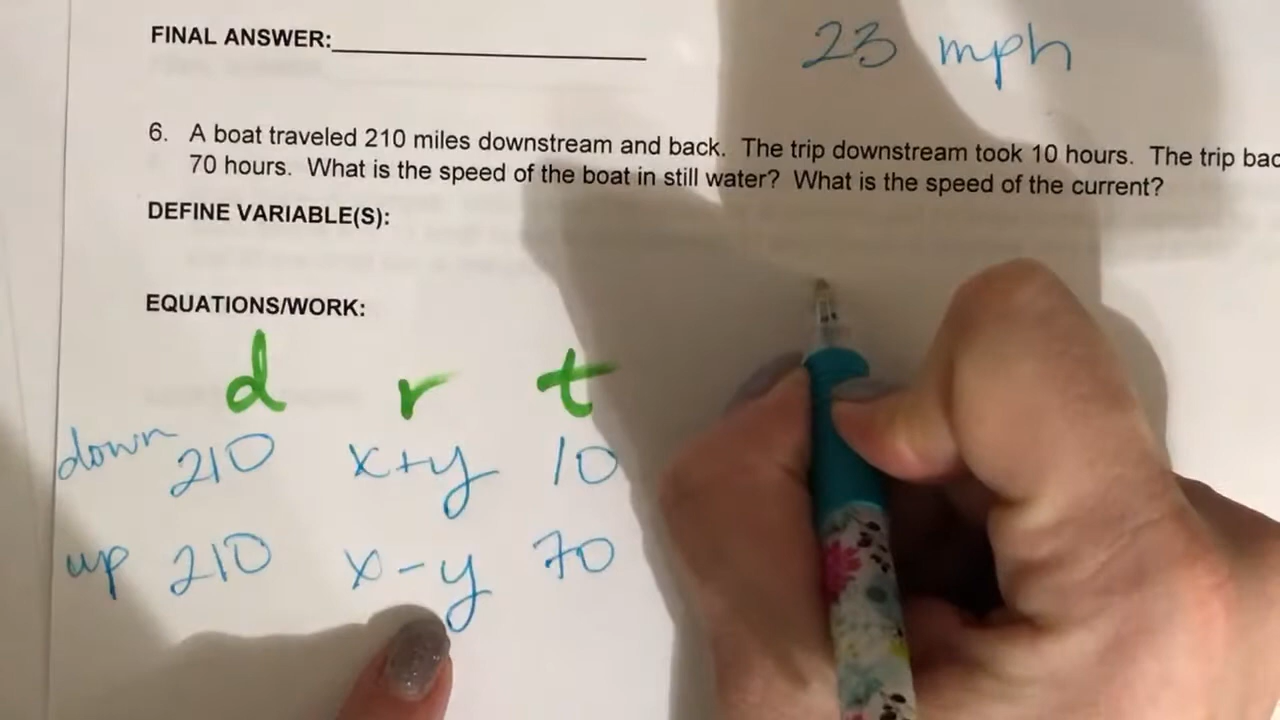 FINAL ANSWER:
23 mph
6. A boat traveled 210 miles downstream and back. The trip downstream took 10 hours. The trip bac
70 hours. What is the speed of the boat in still water? What is the speed of the current?
DEFINE VARIABLE(S):
EQUATIONS/WORK:
d r t
down 210 x+y 10
up 210 x-y 70